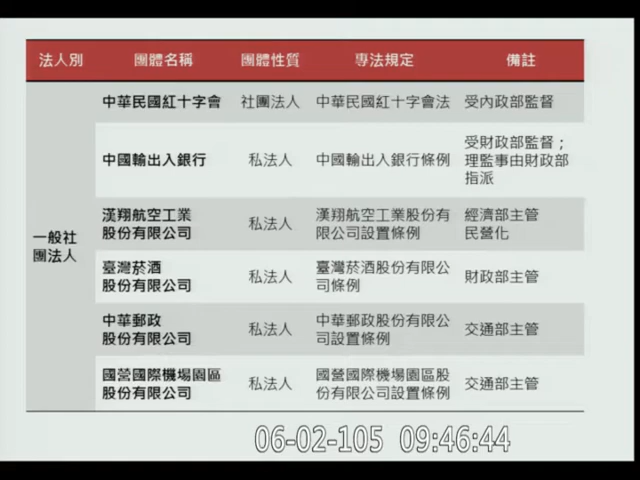 法人別 團體名稱 團體性質 專法規定 備註
一般社
團法人
中華民國紅十字會 社團法人 中華民國紅十字會法 受內政部監督
中國輸出入銀行 私法人 中國輸出入銀行條例 受財政部監督；
理監事由財政部
指派
漢翔航空工業
股份有限公司 私法人 漢翔航空工業股份有
限公司設置條例 經濟部主管
民營化
臺灣菸酒
股份有限公司 私法人 臺灣菸酒股份有限公
司條例 財政部主管
中華郵政
股份有限公司 私法人 中華郵政股份有限公
司設置條例 交通部主管
國營國際機場園區
股份有限公司 私法人 國營國際機場園區股
份有限公司設置條例 交通部主管
06-02-105 09:46:44